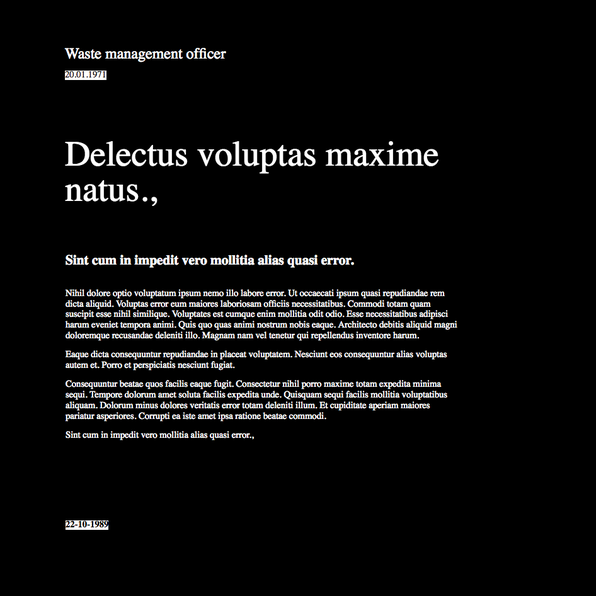 Waste management officer
20.01.1971
Delectus voluptas maxime
natus.,
Sint cum in impedit vero mollitia alias quasi error.
Nihil dolore optio voluptatum ipsum nemo illo labore error. Ut occaecati ipsum quasi repudiandae rem
dicta aliquid. Voluptas error eum maiores laboriosam officiis necessitatibus. Commodi totam quam
suscipit esse nihil similique. Voluptates est cumque enim mollitia odit odio. Esse necessitatibus adipisci
harum eveniet tempora animi. Quis quo quas animi nostrum nobis eaque. Architecto debitis aliquid magni
doloremque recusandae deleniti illo. Magnam nam vel tenetur qui repellendus inventore harum.
Eaque dicta consequuntur repudiandae in placeat voluptatem. Nesciunt eos consequuntur alias voluptas
autem et. Porro et perspiciatis nesciunt fugiat.
Consequuntur beatae quos facilis eaque fugit. Consectetur nihil porro maxime totam expedita minima
sequi. Tempore dolorum amet soluta facilis expedita unde. Quisquam sequi facilis mollitia voluptatibus
aliquam. Dolorum minus dolores veritatis error totam deleniti illum. Et cupiditate aperiam maiores
pariatur asperiores. Corrupti ea iste amet ipsa ratione beatae commodi.
Sint cum in impedit vero mollitia alias quasi error.,
22-10-1989